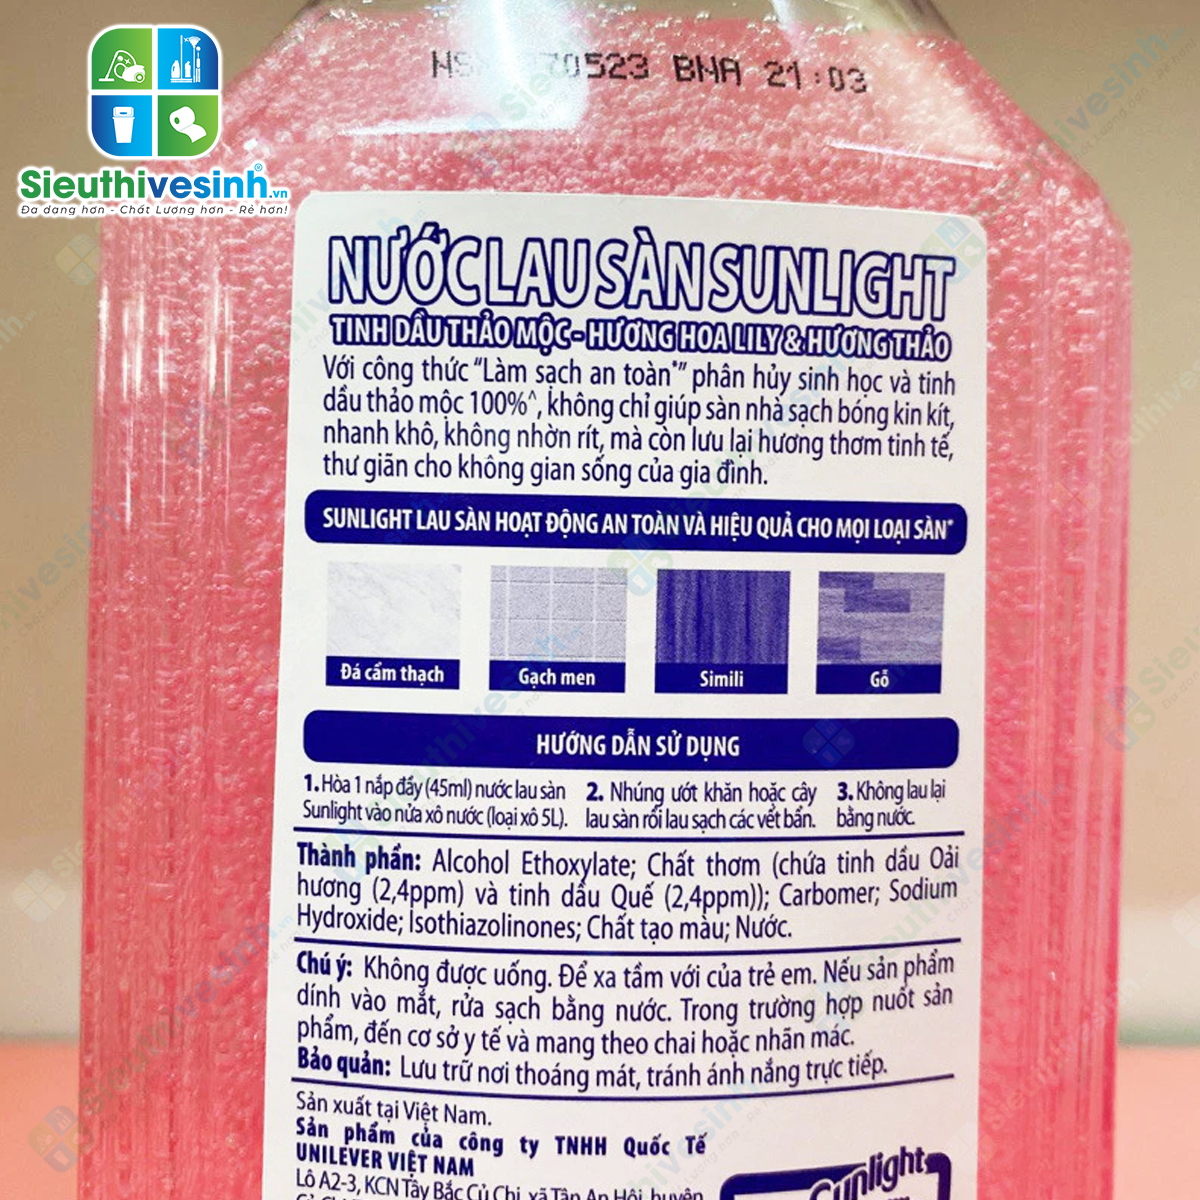 Sieuthivesinh.vn
Đa dạng hơn - Chất Lượng hơn - Rẻ hơn!
70523 BNA 21:03
NƯỚC LAU SÀN SUNLIGHT
TINH DẦU THẢO MỘC - HƯƠNG HOA LILY & HƯƠNG THẢO
Với công thức "Làm sạch an toàn*" phân hủy sinh học và tinh
dầu thảo mộc 100%^, không chỉ giúp sàn nhà sạch bóng kin kít,
nhanh khô, không nhờn rít, mà còn lưu lại hương thơm tinh tế,
thư giãn cho không gian sống của gia đình.
SUNLIGHT LAU SÀN HOẠT ĐỘNG AN TOÀN VÀ HIỆU QUẢ CHO MỌI LOẠI SÀN*
Đá cẩm thạch
Gạch men
Simili
Gỗ
HƯỚNG DẪN SỬ DỤNG
1. Hòa 1 nắp đầy (45ml) nước lau sàn
Sunlight vào nửa xô nước (loại xô 5L).
2. Nhúng ướt khăn hoặc cây
lau sàn rồi lau sạch các vết bẩn.
3. Không lau lại
bằng nước.
Thành phần: Alcohol Ethoxylate; Chất thơm (chứa tinh dầu Oải
hương (2,4ppm) và tinh dầu Quế (2,4ppm)); Carbomer; Sodium
Hydroxide; Isothiazolinones; Chất tạo màu; Nước.
Chú ý: Không được uống. Để xa tầm với của trẻ em. Nếu sản phẩm
dính vào mắt, rửa sạch bằng nước. Trong trường hợp nuốt sản
phẩm, đến cơ sở y tế và mang theo chai hoặc nhãn mác.
Bảo quản: Lưu trữ nơi thoáng mát, tránh ánh nắng trực tiếp.
Sản xuất tại Việt Nam.
Sản phẩm của công ty TNHH Quốc Tế
UNILEVER VIỆT NAM
Lô A2-3, KCN Tây Bắc Củ Chi, xã Tân An Hội, huyện
Sunlight